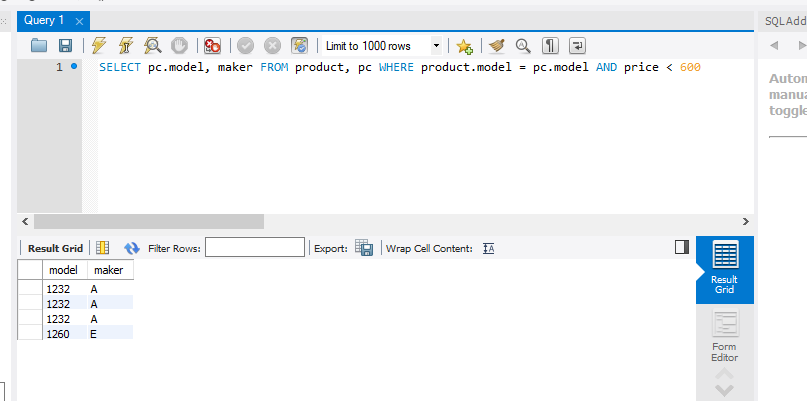 Query 1
SQLAdd
Limit to 1000 rows
1 SELECT pc.model, maker FROM product, pc WHERE product.model = pc.model AND price < 600
Autom
manua
toggle
Result Grid Filter Rows: Export: Wrap Cell Content:
model maker
1232 A
1232 A
1232 A
1260 E
Result
Grid
Form
Editor